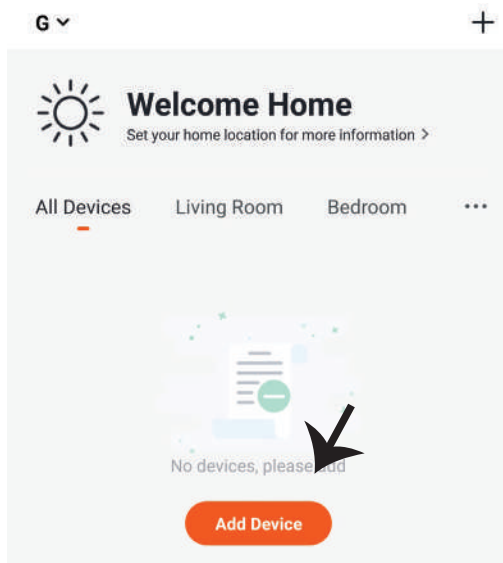 G
Welcome Home
Set your home location for more information >
All Devices Living Room Bedroom ...
No devices, please add
Add Device